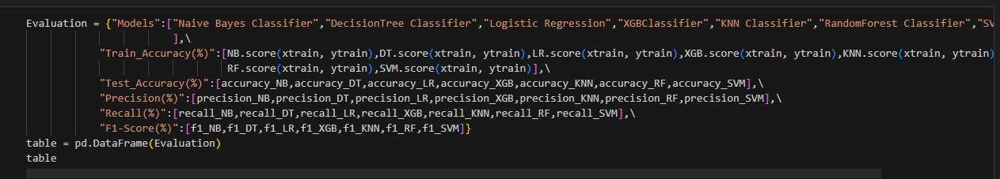 Evaluation = {"Models":["Naive Bayes Classifier","DecisionTree Classifier","Logistic Regression","XGBClassifier","KNN Classifier","RandomForest Classifier","SV
],\
"Train_Accuracy(%)":[NB.score(xtrain, ytrain),DT.score(xtrain, ytrain),LR.score(xtrain, ytrain),XGB.score(xtrain, ytrain),KNN.score(xtrain, ytrain)
RF.score(xtrain, ytrain),SVM.score(xtrain, ytrain)],\
"Test_Accuracy(%)":[accuracy_NB,accuracy_DT,accuracy_LR,accuracy_XGB,accuracy_KNN,accuracy_RF,accuracy_SVM],\
"Precision(%)":[precision_NB,precision_DT,precision_LR,precision_XGB,precision_KNN,precision_RF,precision_SVM],\
"Recall(%)":[recall_NB,recall_DT,recall_LR,recall_XGB,recall_KNN,recall_RF,recall_SVM],\
"F1-Score(%)":[f1_NB,f1_DT,f1_LR,f1_XGB,f1_KNN,f1_RF,f1_SVM]}
table = pd.DataFrame(Evaluation)
table